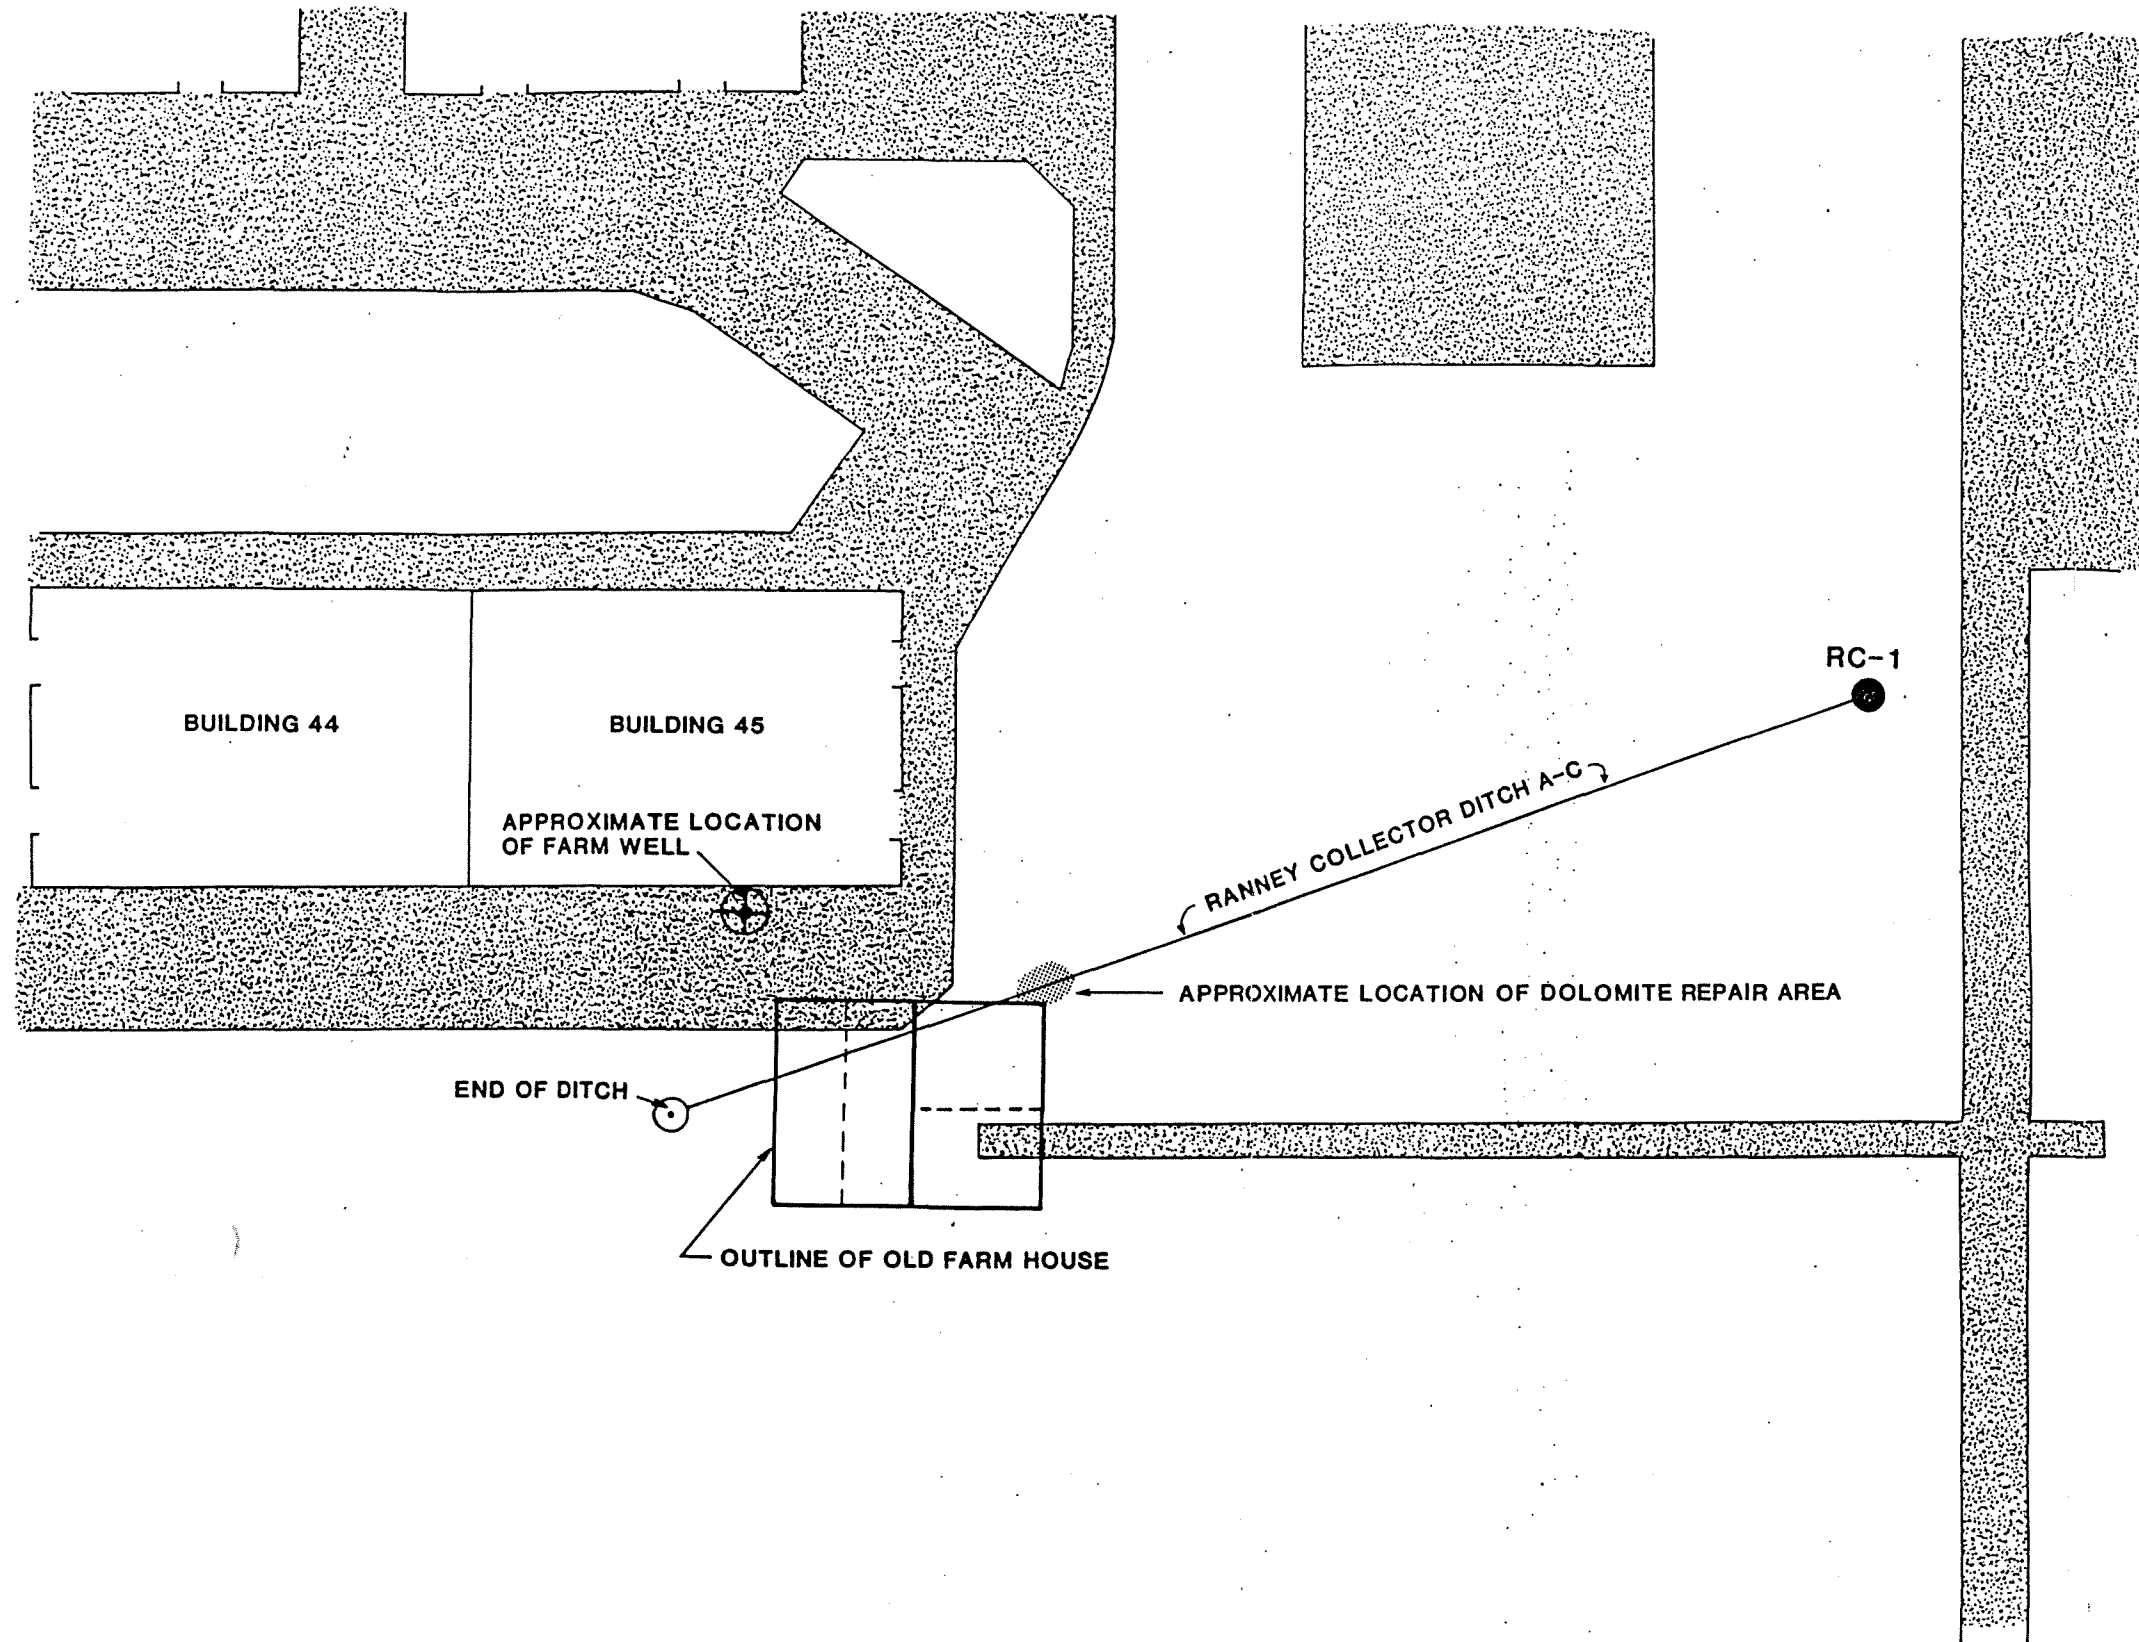 RC-1
BUILDING 44
BUILDING 45
RANNEY COLLECTOR DITCH A-C
APPROXIMATE LOCATION
OF FARM WELL
APPROXIMATE LOCATION OF DOLOMITE REPAIR AREA
END OF DITCH
OUTLINE OF OLD FARM HOUSE